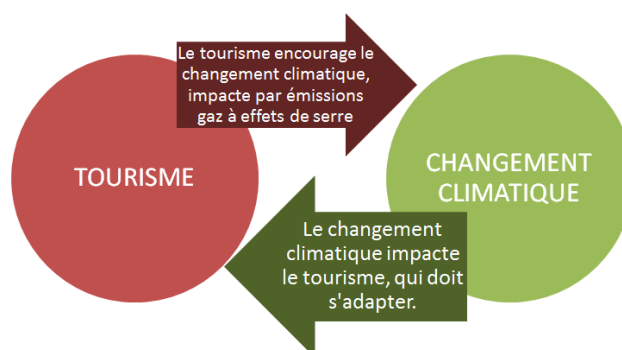 Le tourisme encourage le
changement climatique,
impacte par émissions
gaz à effets de serre
TOURISME
CHANGEMENT
CLIMATIQUE
Le changement
climatique impacte
le tourisme, qui doit
s'adapter.